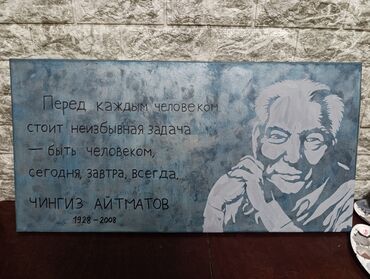 Перед каждым человеком
стоит неизбывная задача
— быть человеком,
сегодня, завтра, всегда.
ЧИНГИЗ АЙТМАТОВ
1928-2008